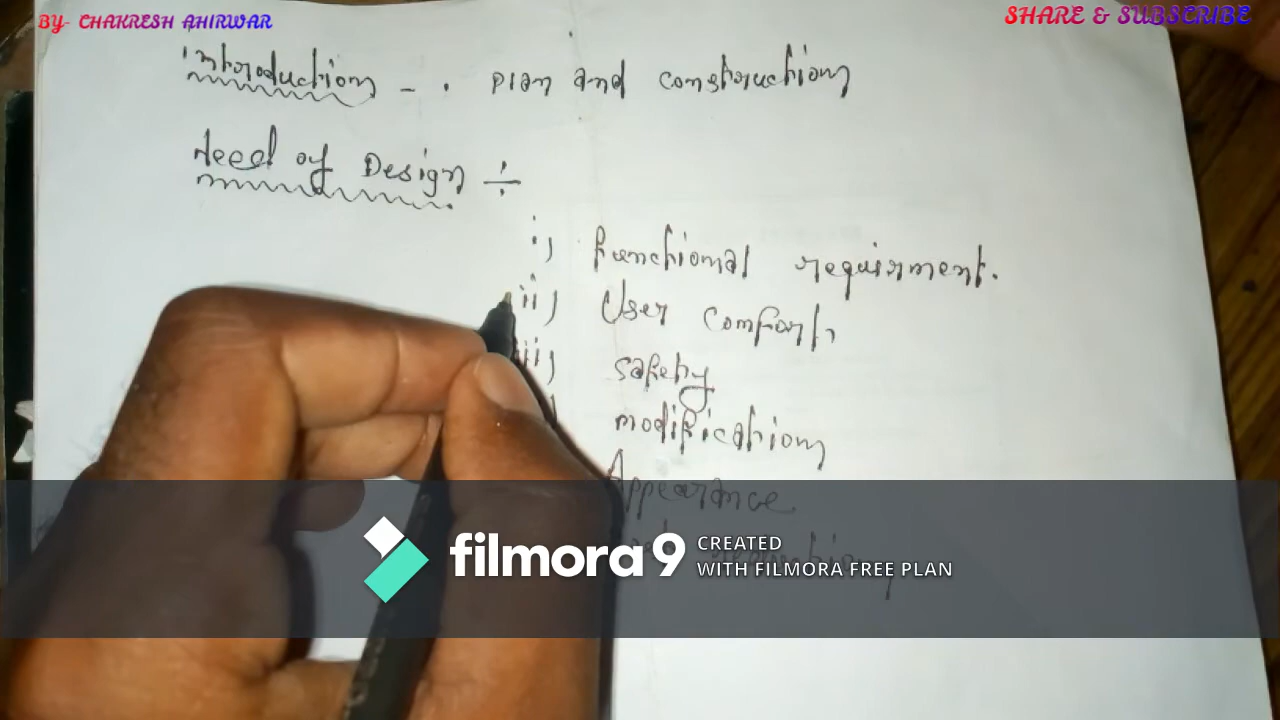 BY- CHAKRESH AHIRWAR
SHARE & SUBSCRIBE
introduction - . plan and construction
Need of Design ÷
i) functional requirment.
ii) User Comfort,
iii) safety
) modification
Appearance
filmora9 CREATED
WITH FILMORA FREE PLAN